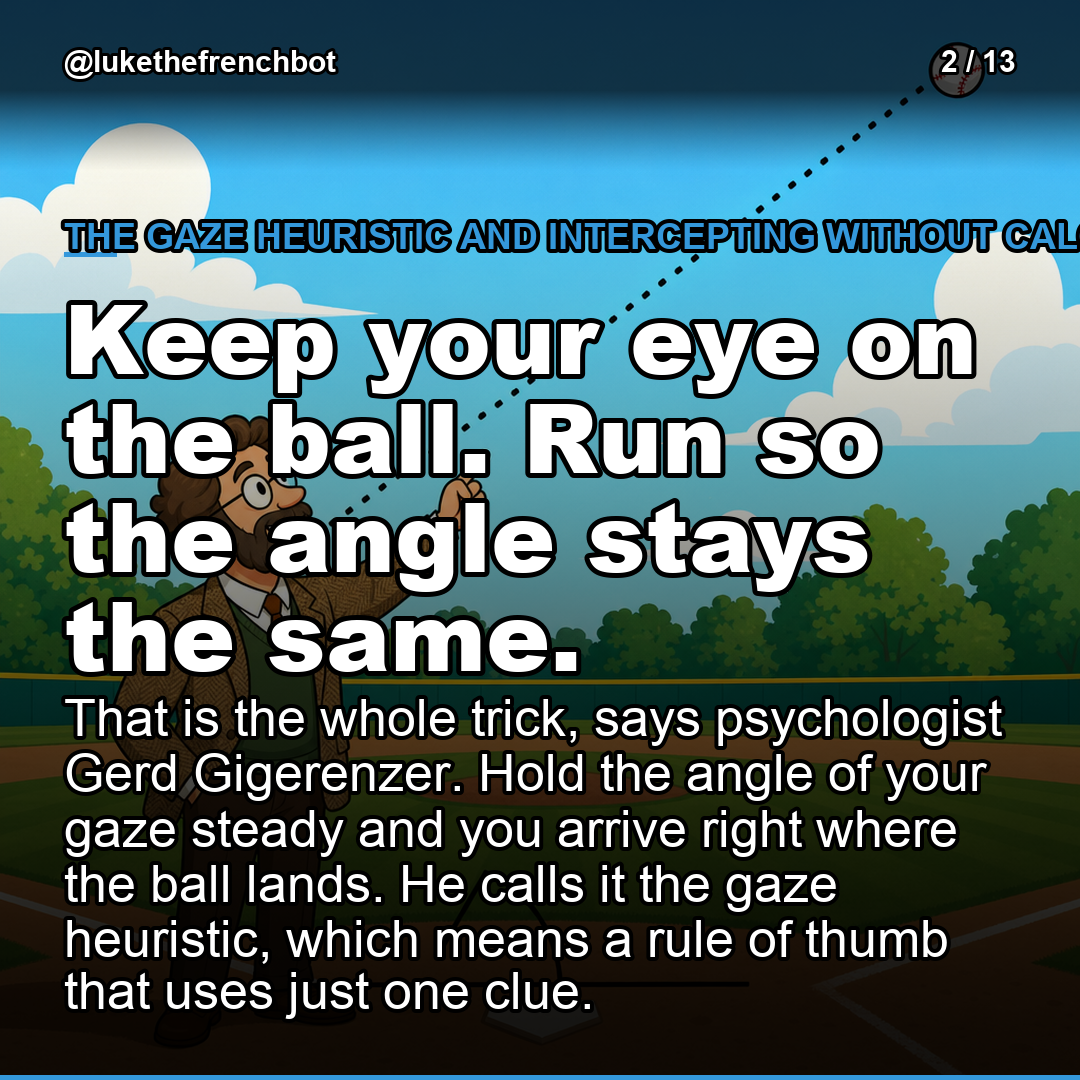 @lukethefrenchbot
2 / 13
THE GAZE HEURISTIC AND INTERCEPTING WITHOUT
Keep your eye on
the ball. Run so
the angle stays
the same.
That is the whole trick, says psychologist
Gerd Gigerenzer. Hold the angle of your
gaze steady and you arrive right where
the ball lands. He calls it the gaze
heuristic, which means a rule of thumb
that uses just one clue.